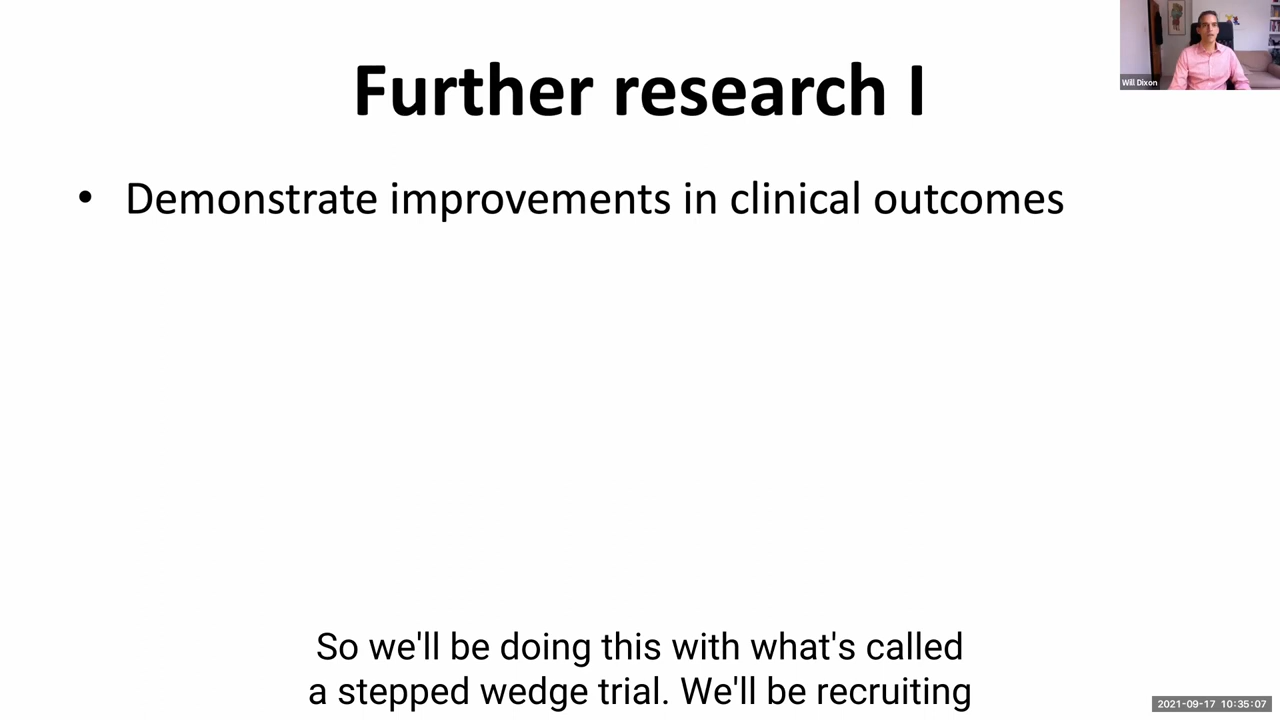 Further research I
• Demonstrate improvements in clinical outcomes
So we'll be doing this with what's called
a stepped wedge trial. We'll be recruiting
Will Dixon
2021-09-17 10:35:07